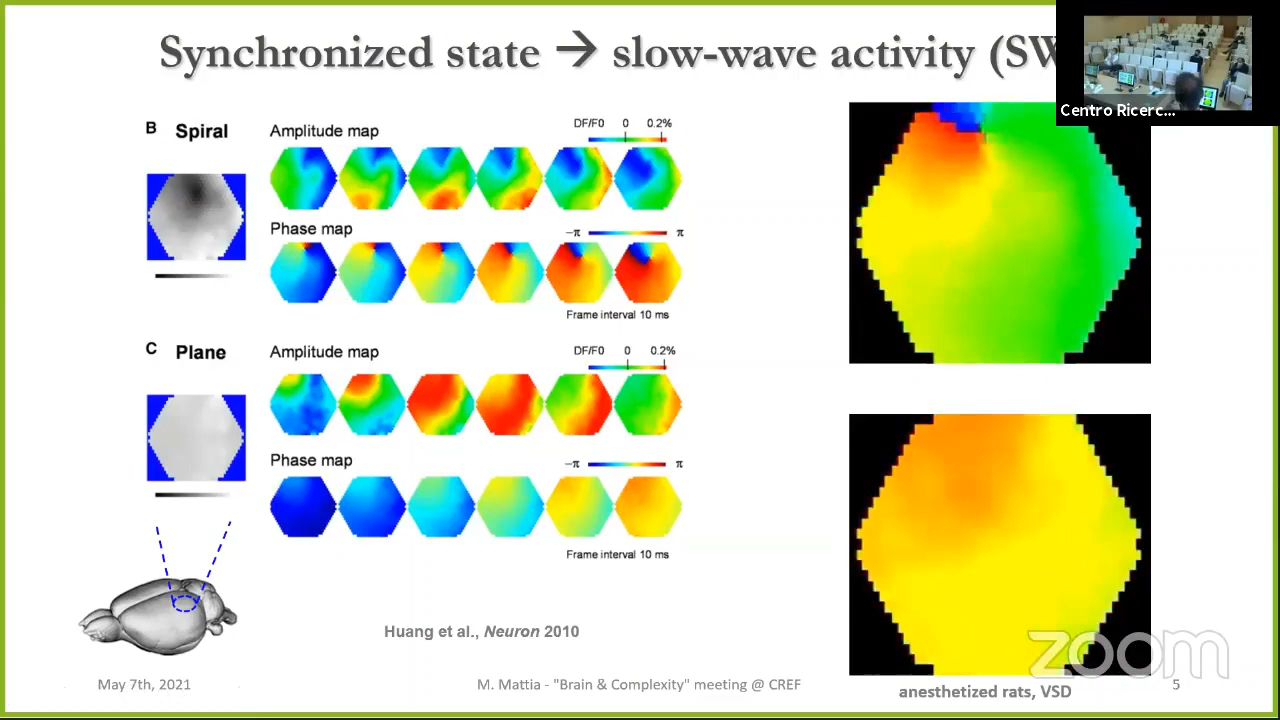 Synchronized state → slow-wave activity (SW
Centro Ricerc...
B Spiral
Amplitude map
DF/F0 0 0.2%
Phase map
−π π
Frame interval 10 ms
C Plane
Amplitude map
DF/F0 0 0.2%
Phase map
−π π
Frame interval 10 ms
Huang et al., Neuron 2010
zoom
anesthetized rats, VSD
May 7th, 2021
M. Mattia - "Brain & Complexity" meeting @ CREF
5